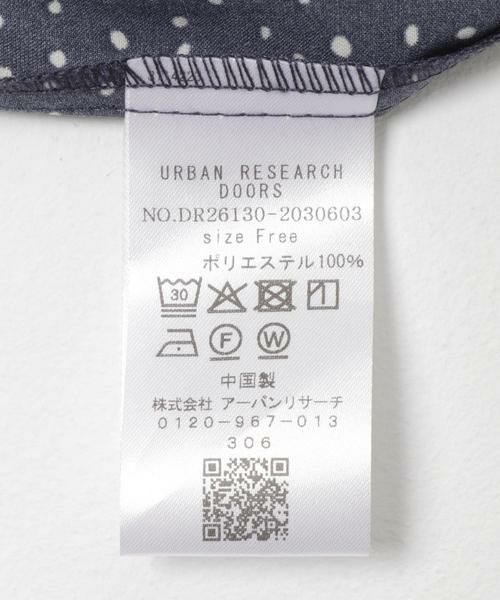 URBAN RESEARCH
DOORS
NO.DR26130-2030603
size Free
ポリエステル100%
30
F W
中国製
株式会社 アーバンリサーチ
0120-967-013
306